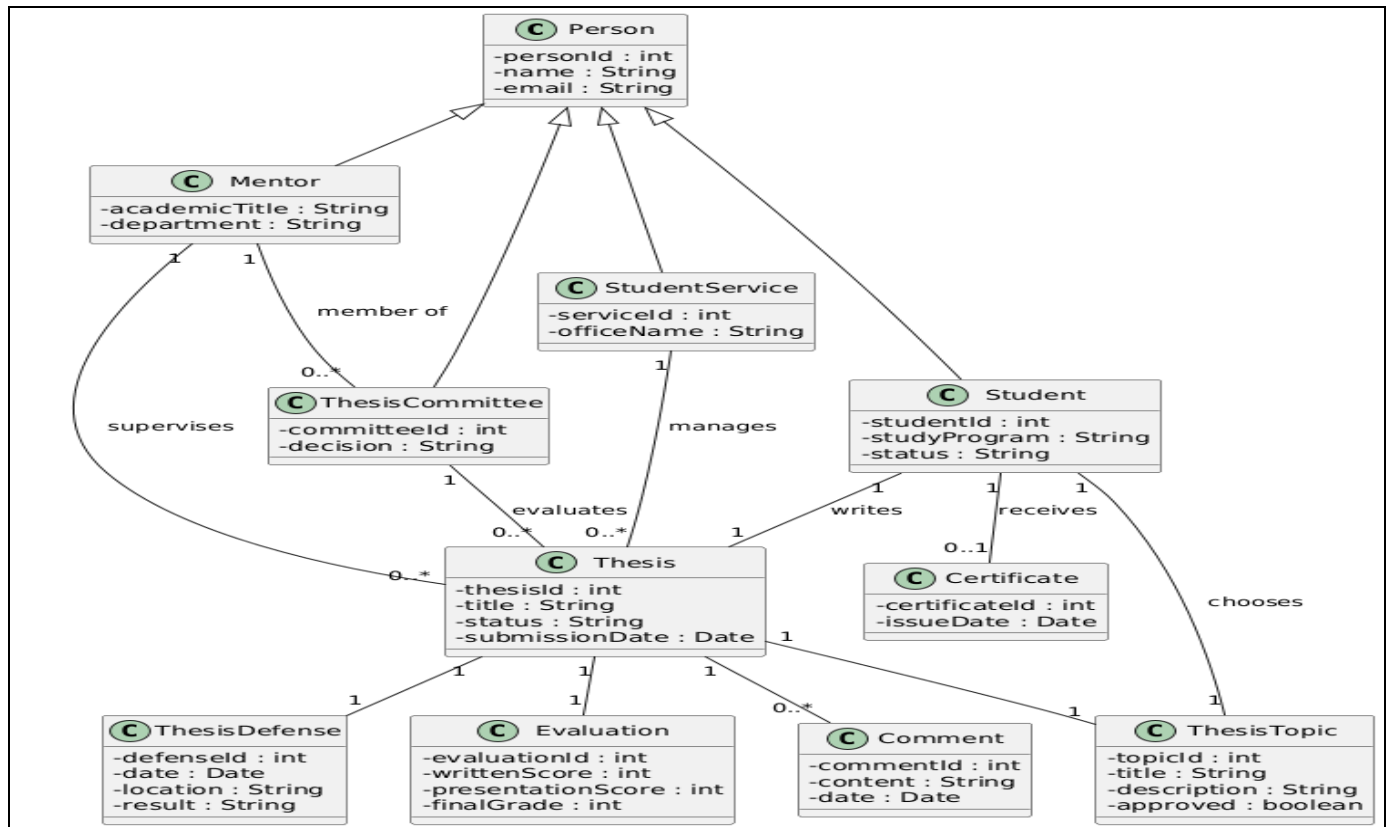 C Person
-personId : int
-name : String
-email : String
C Mentor
-academicTitle : String
-department : String
1
1
member of
0..*
supervises
C StudentService
-serviceId : int
-officeName : String
1
manages
C ThesisCommittee
-committeeId : int
-decision : String
1
evaluates
0..*
0..*
0..*
C Student
-studentId : int
-studyProgram : String
-status : String
1
1
1
writes
receives
1
0..1
chooses
C Thesis
-thesisId : int
-title : String
-status : String
-submissionDate : Date
1
C Certificate
-certificateId : int
-issueDate : Date
1
1
1
1
1
0..*
1
1
C ThesisDefense
-defenseId : int
-date : Date
-location : String
-result : String
C Evaluation
-evaluationId : int
-writtenScore : int
-presentationScore : int
-finalGrade : int
C Comment
-commentId : int
-content : String
-date : Date
C ThesisTopic
-topicId : int
-title : String
-description : String
-approved : boolean